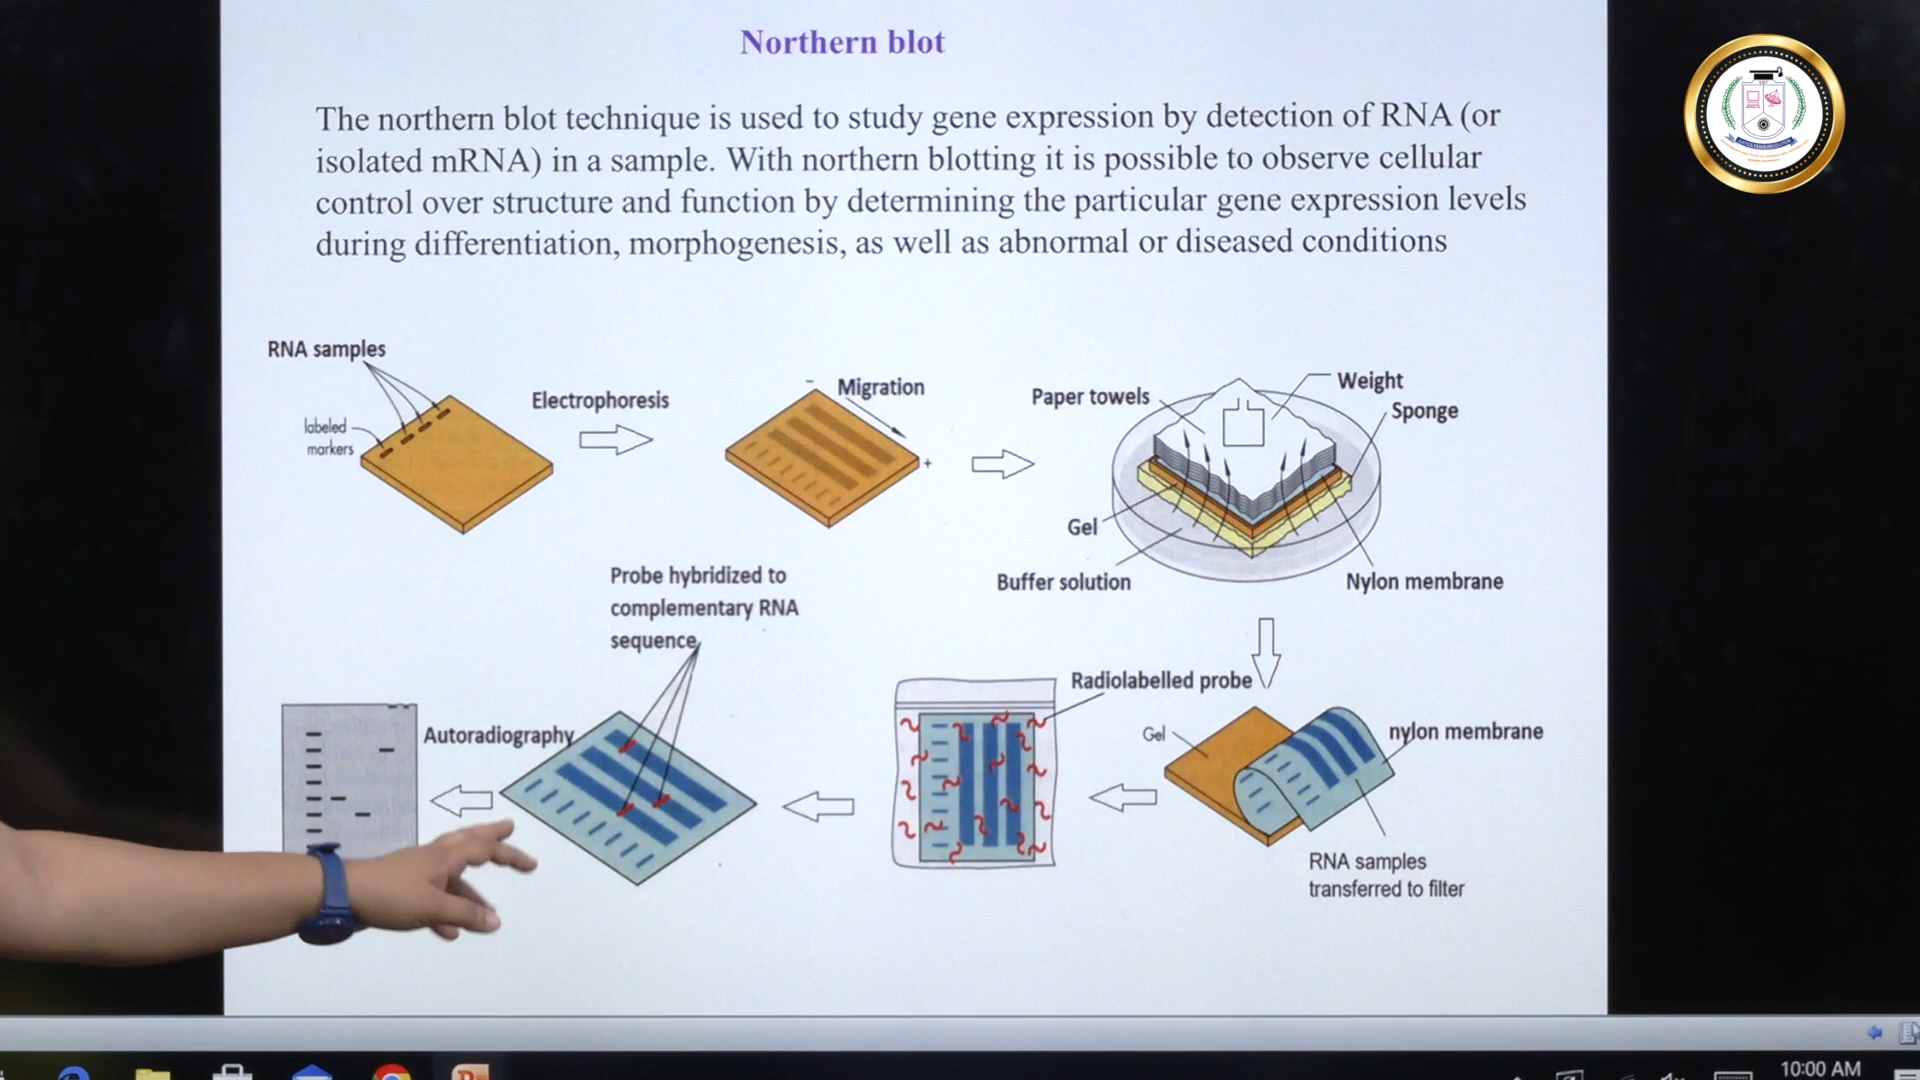 Northern blot
The northern blot technique is used to study gene expression by detection of RNA (or
isolated mRNA) in a sample. With northern blotting it is possible to observe cellular
control over structure and function by determining the particular gene expression levels
during differentiation, morphogenesis, as well as abnormal or diseased conditions
RNA samples
labeled
markers
Electrophoresis
−
Migration
+
Paper towels
Weight
Sponge
Gel
Buffer solution
Nylon membrane
Probe hybridized to
complementary RNA
sequence
Radiolabelled probe
Autoradiography
Gel
nylon membrane
RNA samples
transferred to filter
10:00 AM